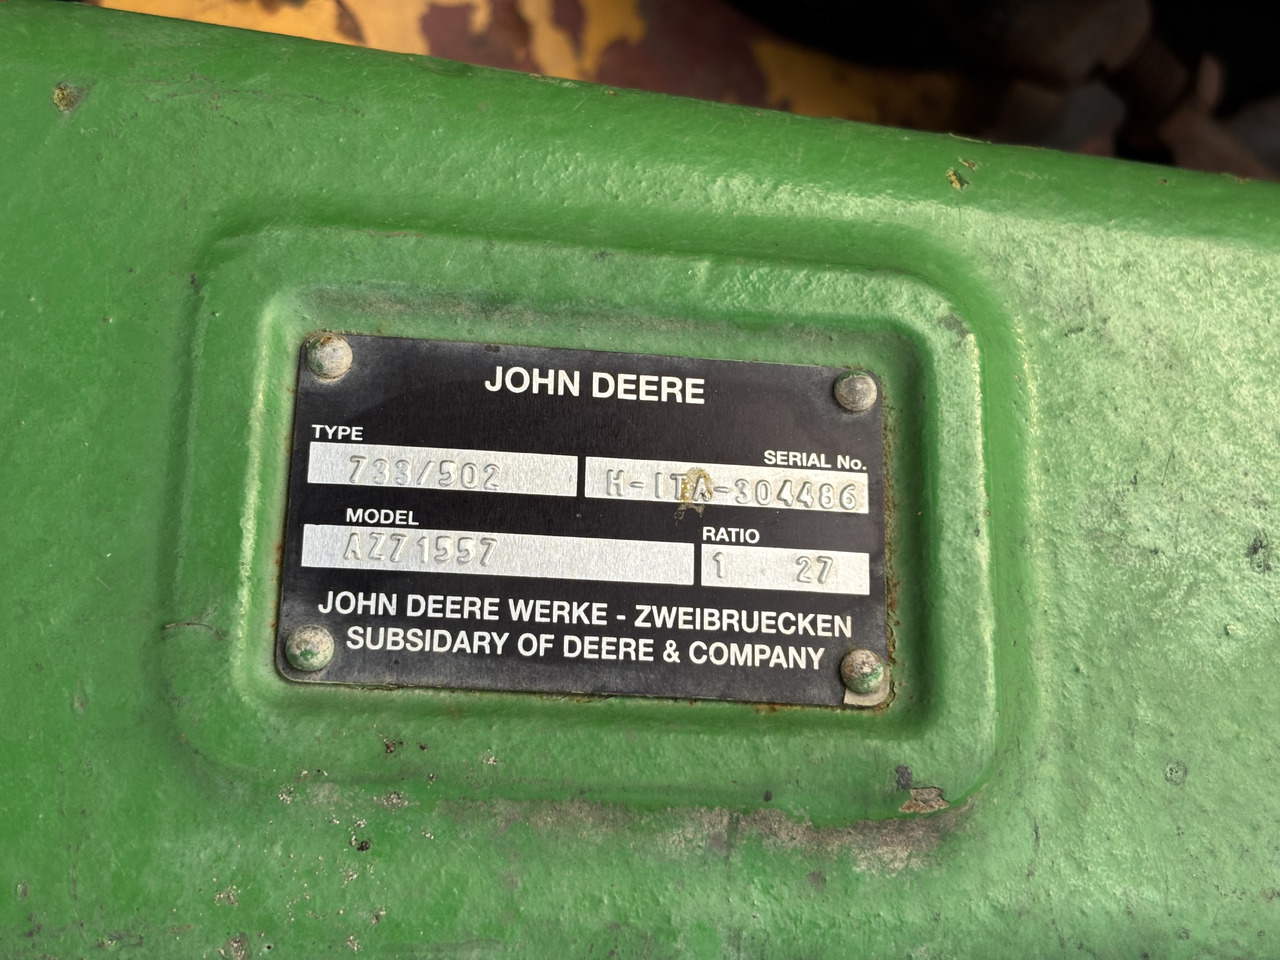 JOHN DEERE
TYPE
SERIAL No.
733/502
H-ITA-304486
MODEL
RATIO
AZ71557
1 27
JOHN DEERE WERKE - ZWEIBRUECKEN
SUBSIDARY OF DEERE & COMPANY